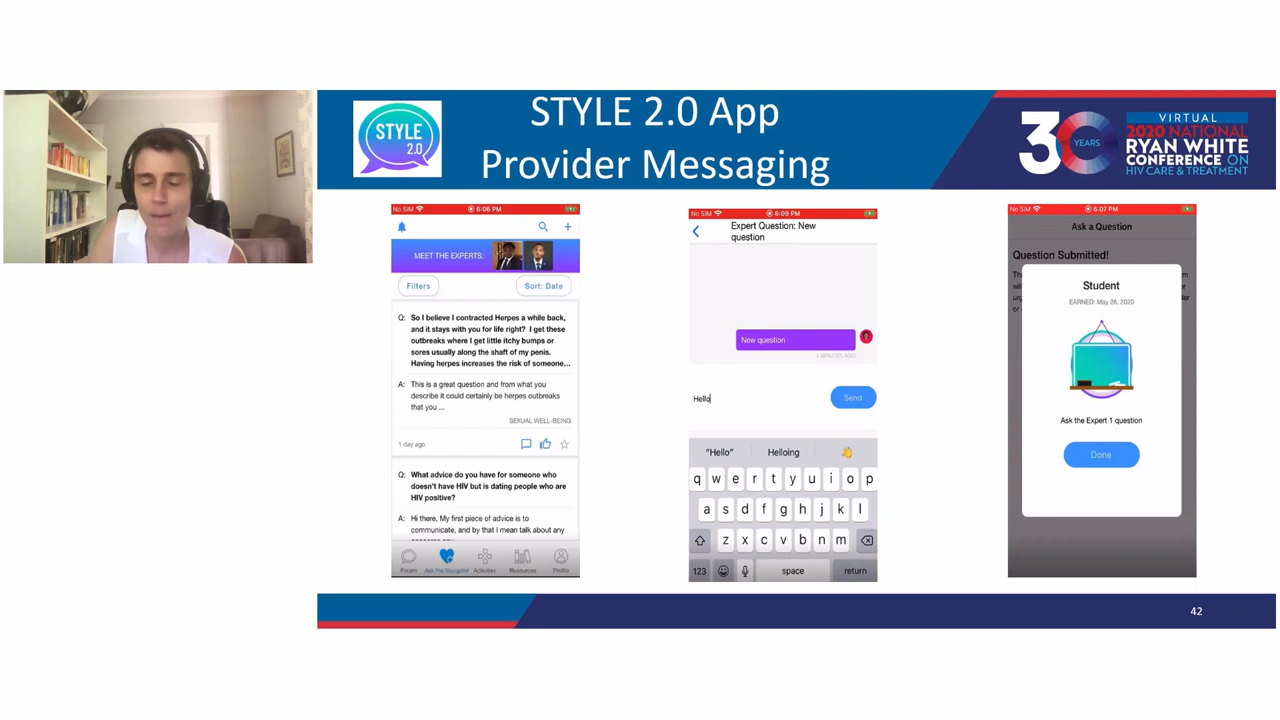 STYLE
2.0
STYLE 2.0 App
Provider Messaging
30
YEARS
VIRTUAL
2020 NATIONAL
RYAN WHITE
CONFERENCE ON
HIV CARE & TREATMENT
No SIM
6:06 PM
MEET THE EXPERTS:
Filters
Sort: Date
Q: So I believe I contracted Herpes a while back,
and it stays with you for life right? I get these
outbreaks where I get little itchy bumps or
sores usually along the shaft of my penis.
Having herpes increases the risk of someone...
A: This is a great question and from what you
describe it could certainly be herpes outbreaks
that you ...
SEXUAL WELL-BEING
1 day ago
Q: What advice do you have for someone who
doesn't have HIV but is dating people who are
HIV positive?
A: Hi there, My first piece of advice is to
communicate, and by that I mean talk about any
Forum
Ask the Navigator
Activities
Resources
Profile
No SIM
6:09 PM
Expert Question: New
question
New question
2 MINUTES AGO
Hello
Send
"Hello" Helloing 👋
q w e r t y u i o p
a s d f g h j k l
z x c v b n m
123 space return
No SIM
6:07 PM
Ask a Question
Question Submitted!
Student
EARNED: May 26, 2020
Ask the Expert 1 question
Done
42